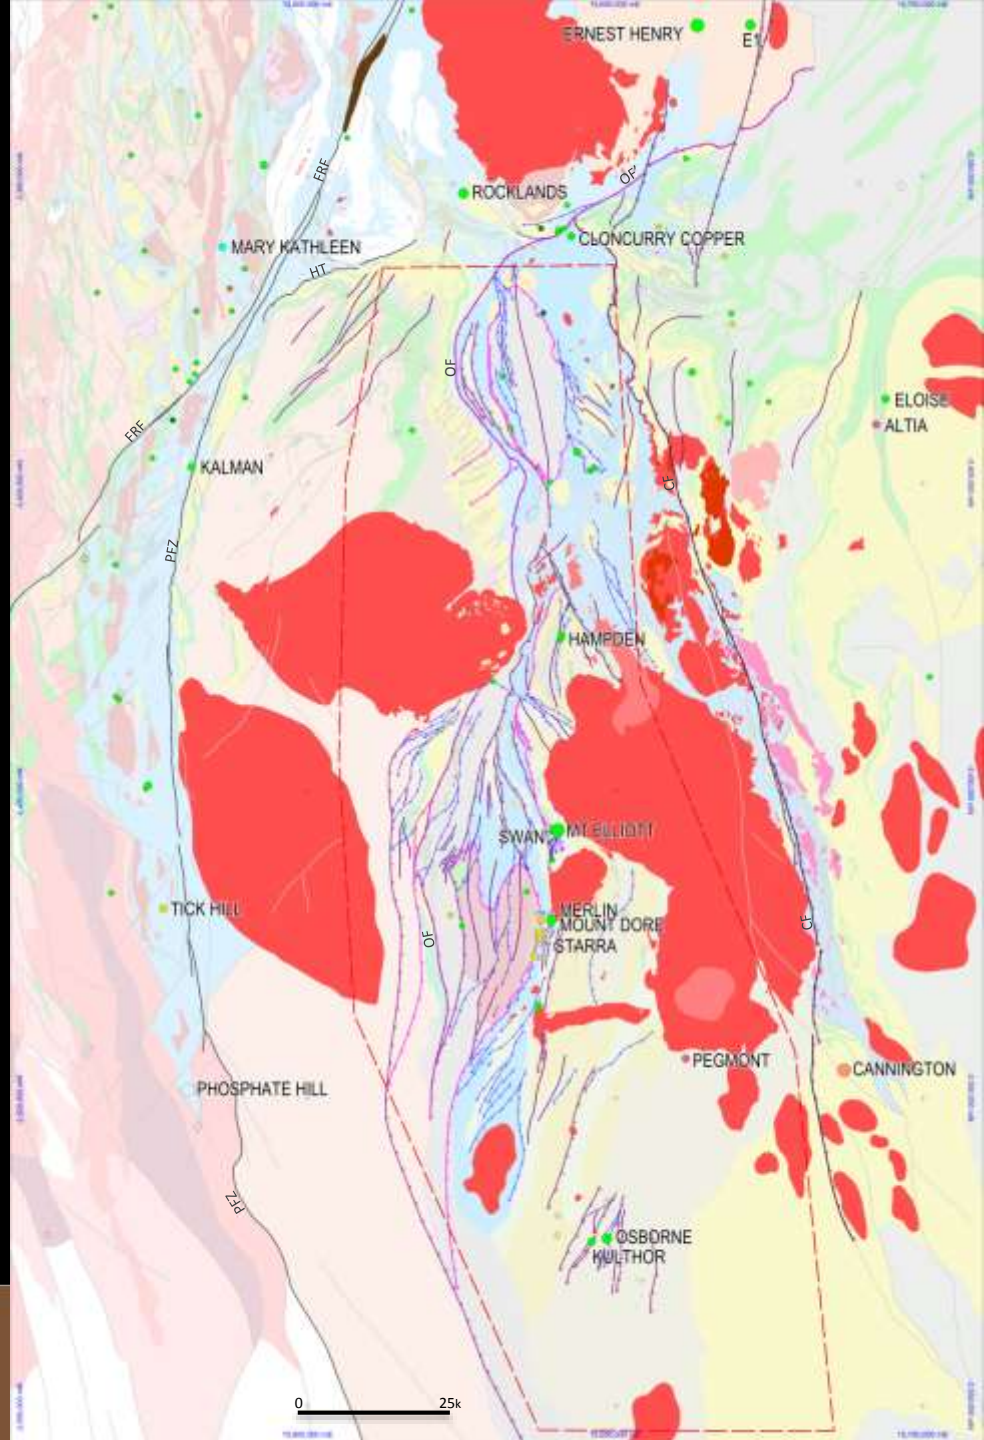 ERNEST HENRY
E1
FRF
OF
ROCKLANDS
CLONCURRY COPPER
MARY KATHLEEN
HT
OF
ELOISE
ALTIA
FRF
KALMAN
CF
PFZ
HAMPDEN
MT ELLIOTT
SWAN
TICK HILL
MERLIN
MOUNT DORE
STARRA
CF
OF
PEGMONT
CANNINGTON
PHOSPHATE HILL
PFZ
OSBORNE
KULTHOR
0 25k